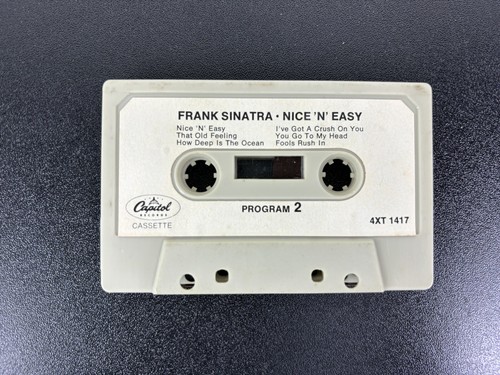 FRANK SINATRA • NICE 'N' EASY
Nice 'N' Easy
That Old Feeling
How Deep Is The Ocean
I've Got A Crush On You
You Go To My Head
Fools Rush In
PROGRAM 2
Capitol
RECORDS
CASSETTE
4XT 1417